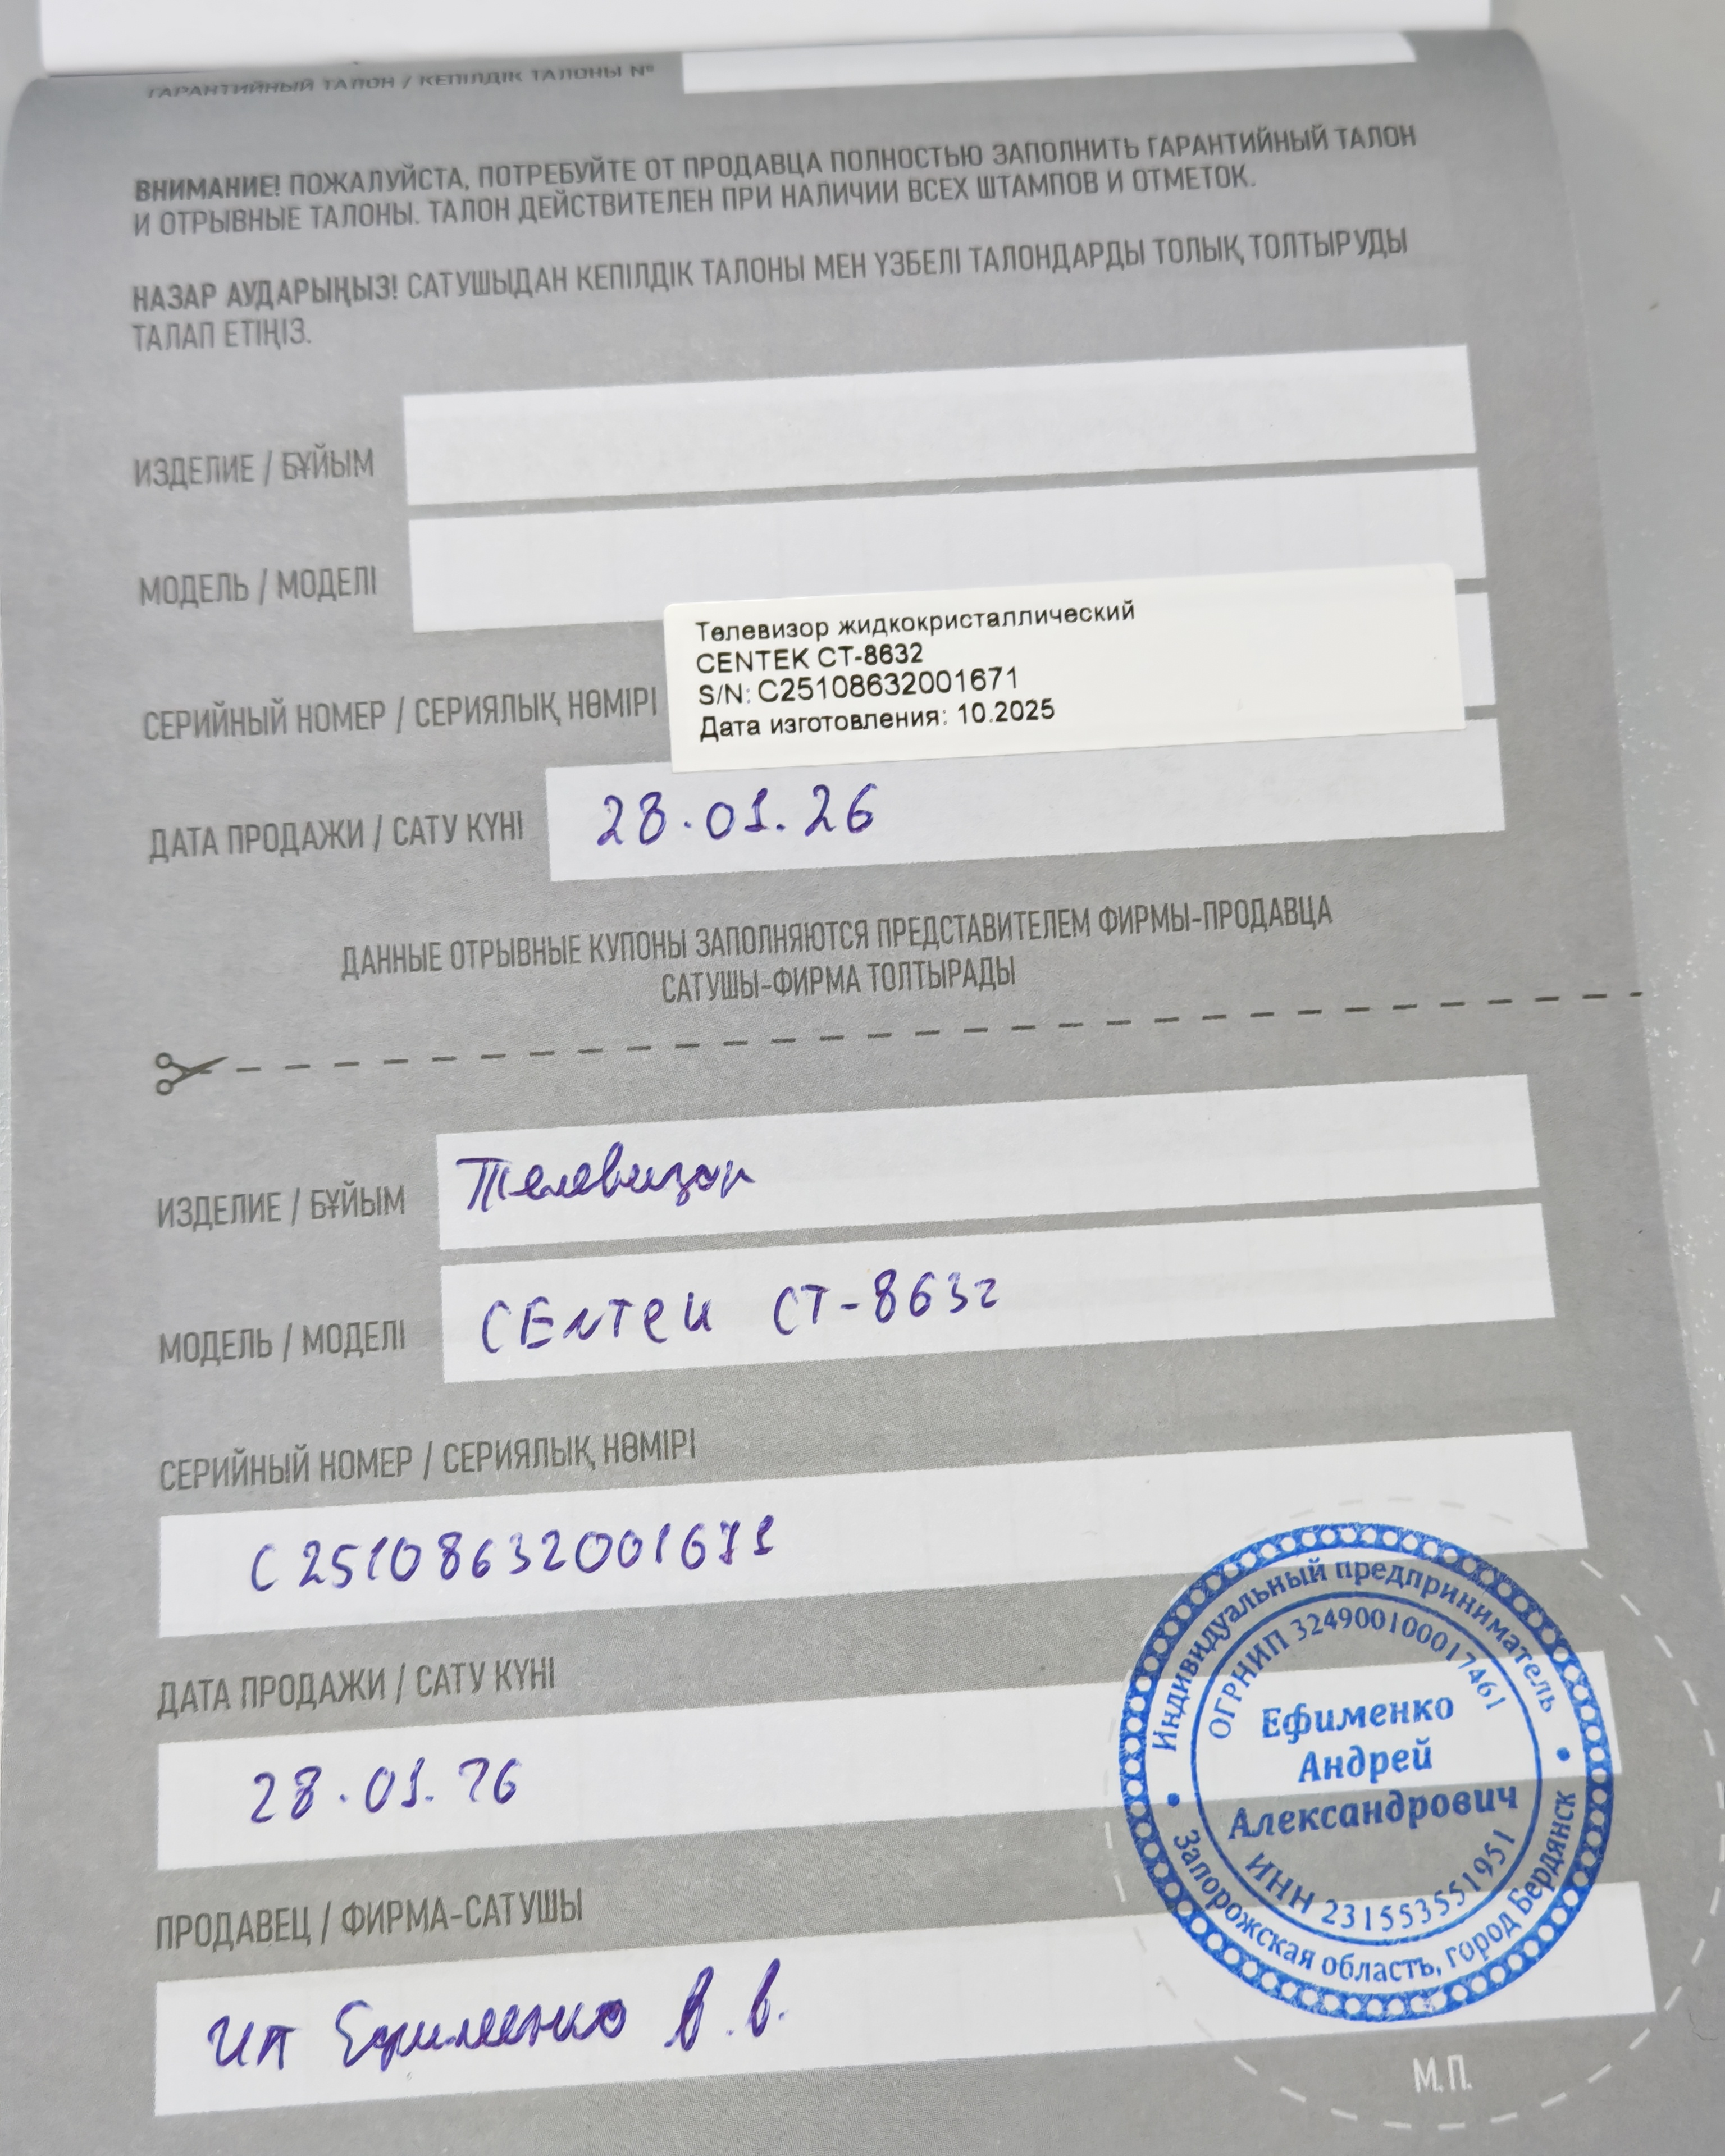 ГАРАНТИЙНЫЙ ТАЛОН / КЕПІЛДІК ТАЛОНЫ №
ВНИМАНИЕ! ПОЖАЛУЙСТА, ПОТРЕБУЙТЕ ОТ ПРОДАВЦА ПОЛНОСТЬЮ ЗАПОЛНИТЬ ГАРАНТИЙНЫЙ ТАЛОН
И ОТРЫВНЫЕ ТАЛОНЫ. ТАЛОН ДЕЙСТВИТЕЛЕН ПРИ НАЛИЧИИ ВСЕХ ШТАМПОВ И ОТМЕТОК.
НАЗАР АУДАРЫҢЫЗ! САТУШЫДАН КЕПІЛДІК ТАЛОНЫ МЕН ҮЗБЕЛІ ТАЛОНДАРДЫ ТОЛЫҚ ТОЛТЫРУДЫ
ТАЛАП ЕТІҢІЗ.
ИЗДЕЛИЕ / БҰЙЫМ
МОДЕЛЬ / МОДЕЛІ
Телевизор жидкокристаллический
CENTEK CT-8632
S/N: C25108632001671
Дата изготовления: 10.2025
СЕРИЙНЫЙ НОМЕР / СЕРИЯЛЫҚ НӨМІРІ
ДАТА ПРОДАЖИ / САТУ КҮНІ 28.01.26
ДАННЫЕ ОТРЫВНЫЕ КУПОНЫ ЗАПОЛНЯЮТСЯ ПРЕДСТАВИТЕЛЕМ ФИРМЫ-ПРОДАВЦА
САТУШЫ-ФИРМА ТОЛТЫРАДЫ
ИЗДЕЛИЕ / БҰЙЫМ Телевизор
МОДЕЛЬ / МОДЕЛІ СЕнтеи СТ-8632
СЕРИЙНЫЙ НОМЕР / СЕРИЯЛЫҚ НӨМІРІ
C25108632001671
ДАТА ПРОДАЖИ / САТУ КҮНІ
28.01.26
ПРОДАВЕЦ / ФИРМА-САТУШЫ
ИП Ефименко В.В.
Индивидуальный предприниматель
ОГРНИП 324900100017461
Ефименко
Андрей
Александрович
ИНН 231553551951
Запорожская область, город Бердянск
М.П.